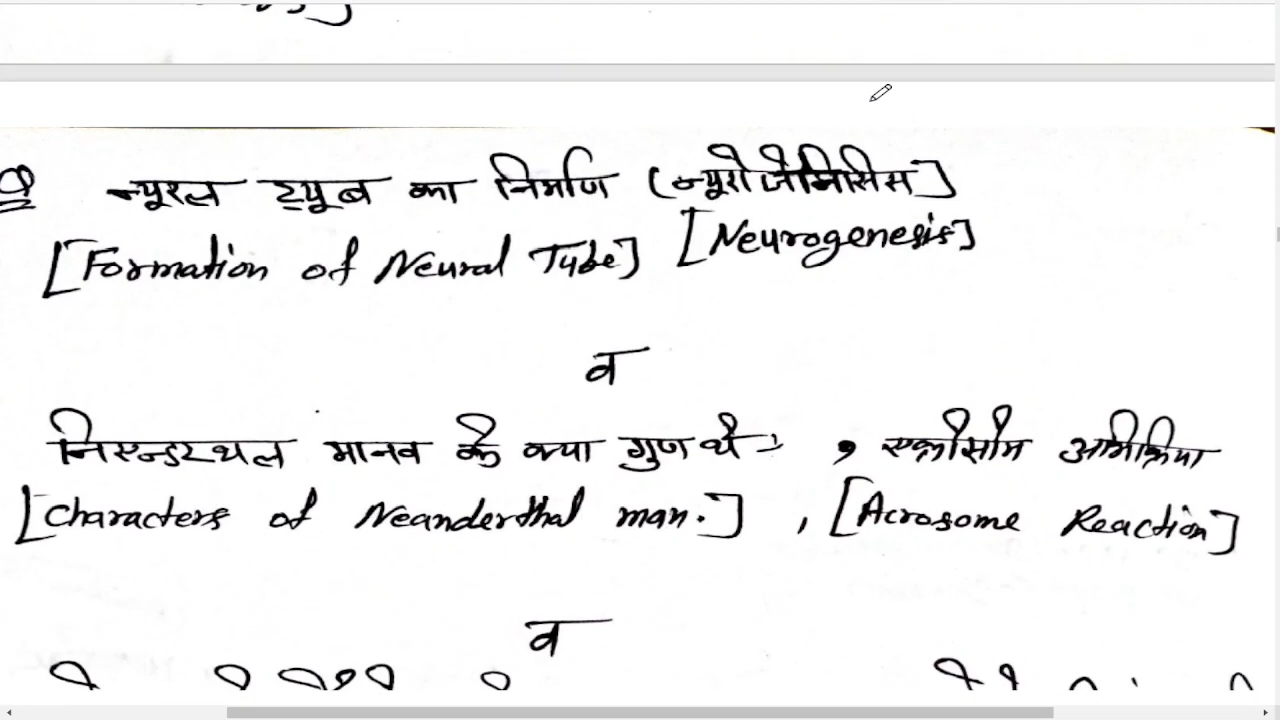 प्र न्यूरल ट्यूब का निर्माण (न्यूरोजेनिसिस]
[Formation of Neural Tube] [Neurogenesis]
व
निएन्डरथल मानव के क्या गुण थे :- , एक्रोसोम अभिक्रिया
[Characters of Neanderthal man.] , [Acrosome Reaction]
व